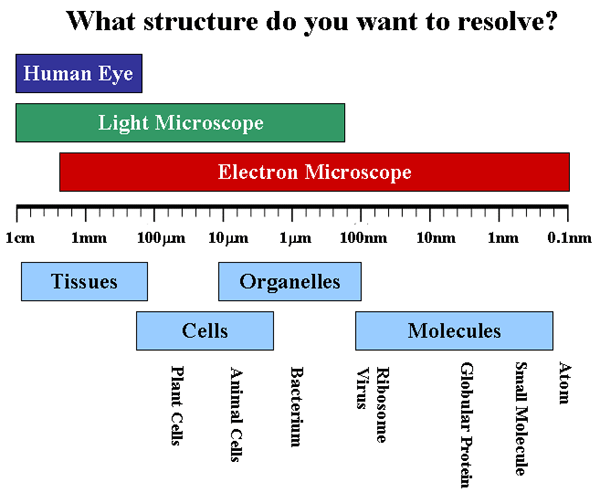 What structure do you want to resolve?
Human Eye
Light Microscope
Electron Microscope
1cm 1mm 100µm 10µm 1µm 100nm 10nm 1nm 0.1nm
Tissues
Organelles
Cells
Molecules
Plant Cells
Animal Cells
Bacterium
Virus
Ribosome
Globular Protein
Small Molecule
Atom